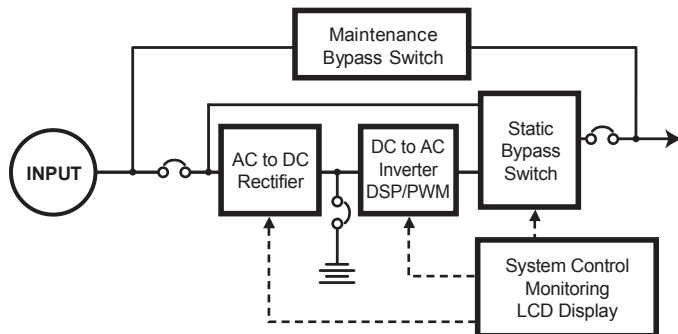 Maintenance
Bypass Switch
INPUT
AC to DC
Rectifier
DC to AC
Inverter
DSP/PWM
Static
Bypass
Switch
System Control
Monitoring
LCD Display